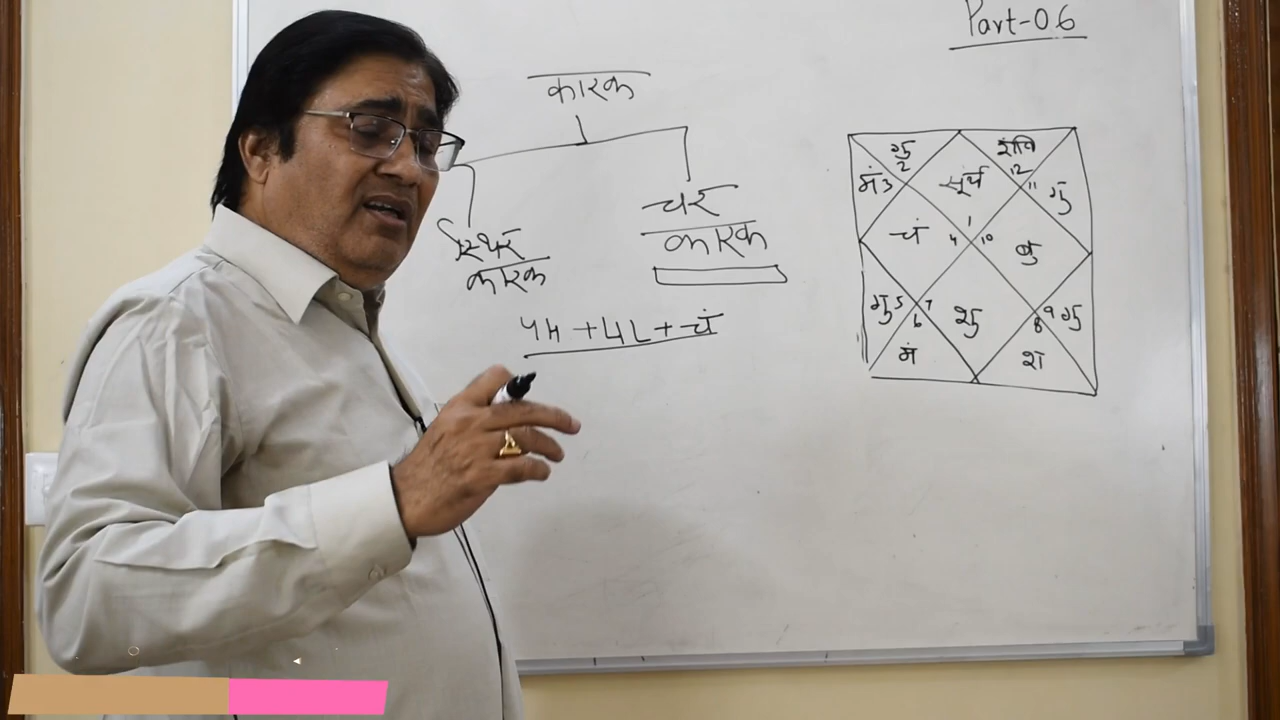 Part-06
कारक
स्थिर
कारक
चर
कारक
4H + 4L + चं
गु
2
शनि
12
मं 3
सूर्य
11 गु
चं
1
4 10
बु
गु 5
7
6
शु
9 गु
8
मं
श